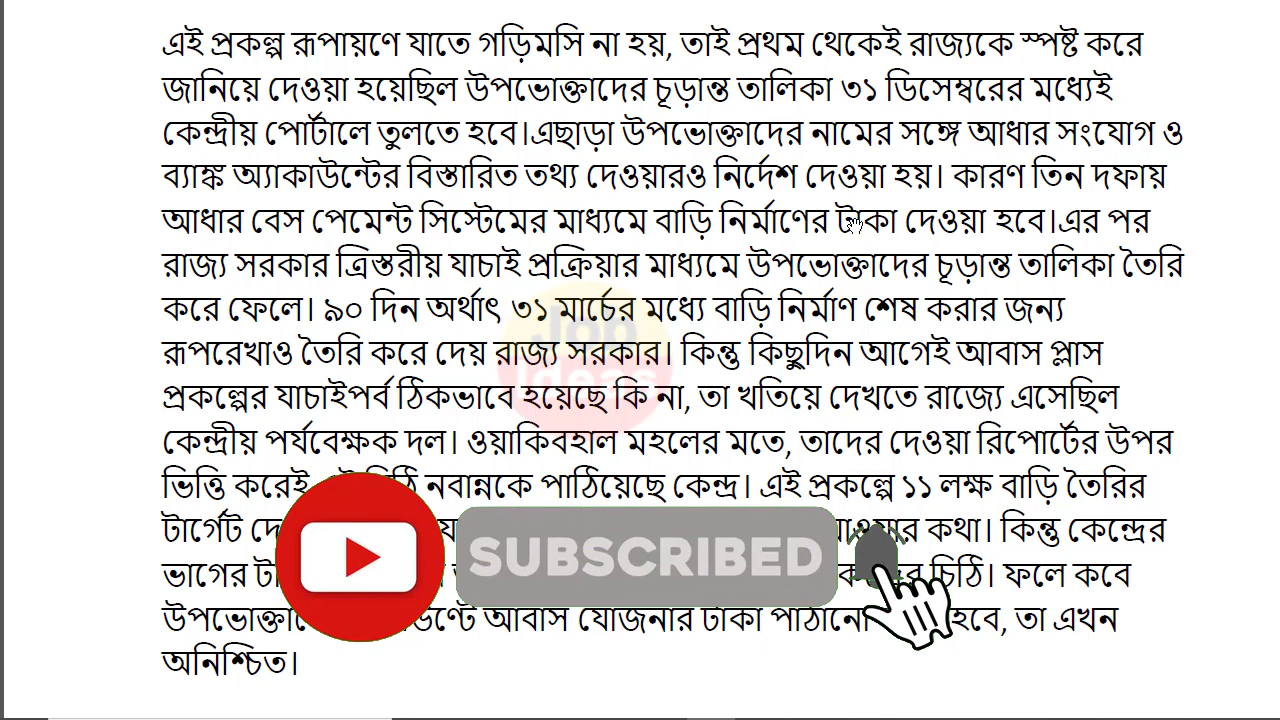 এই প্রকল্প রূপায়ণে যাতে গড়িমসি না হয়, তাই প্রথম থেকেই রাজ্যকে স্পষ্ট করে
জানিয়ে দেওয়া হয়েছিল উপভোক্তাদের চূড়ান্ত তালিকা ৩১ ডিসেম্বরের মধ্যেই
কেন্দ্রীয় পোর্টালে তুলতে হবে।এছাড়া উপভোক্তাদের নামের সঙ্গে আধার সংযোগ ও
ব্যাঙ্ক অ্যাকাউন্টের বিস্তারিত তথ্য দেওয়ারও নির্দেশ দেওয়া হয়। কারণ তিন দফায়
আধার বেস পেমেন্ট সিস্টেমের মাধ্যমে বাড়ি নির্মাণের টাকা দেওয়া হবে।এর পর
রাজ্য সরকার ত্রিস্তরীয় যাচাই প্রক্রিয়ার মাধ্যমে উপভোক্তাদের চূড়ান্ত তালিকা তৈরি
করে ফেলে। ৯০ দিন অর্থাৎ ৩১ মার্চের মধ্যে বাড়ি নির্মাণ শেষ করার জন্য
Job
রূপরেখাও তৈরি করে দেয় রাজ্য সরকার। কিন্তু কিছুদিন আগেই আবাস প্লাস
Ideas
প্রকল্পের যাচাইপর্ব ঠিকভাবে হয়েছে কি না, তা খতিয়ে দেখতে রাজ্যে এসেছিল
কেন্দ্রীয় পর্যবেক্ষক দল। ওয়াকিবহাল মহলের মতে, তাদের দেওয়া রিপোর্টের উপর
ভিত্তি করেই নবান্নকে পাঠিয়েছে কেন্দ্র। এই প্রকল্পে ১১ লক্ষ বাড়ি তৈরির
টার্গেট কথা। কিন্তু কেন্দ্রের
SUBSCRIBED
ভাগের চিঠি। ফলে কবে
আবাস যোজনার টাকা পাঠানো হবে, তা এখন
অনিশ্চিত।